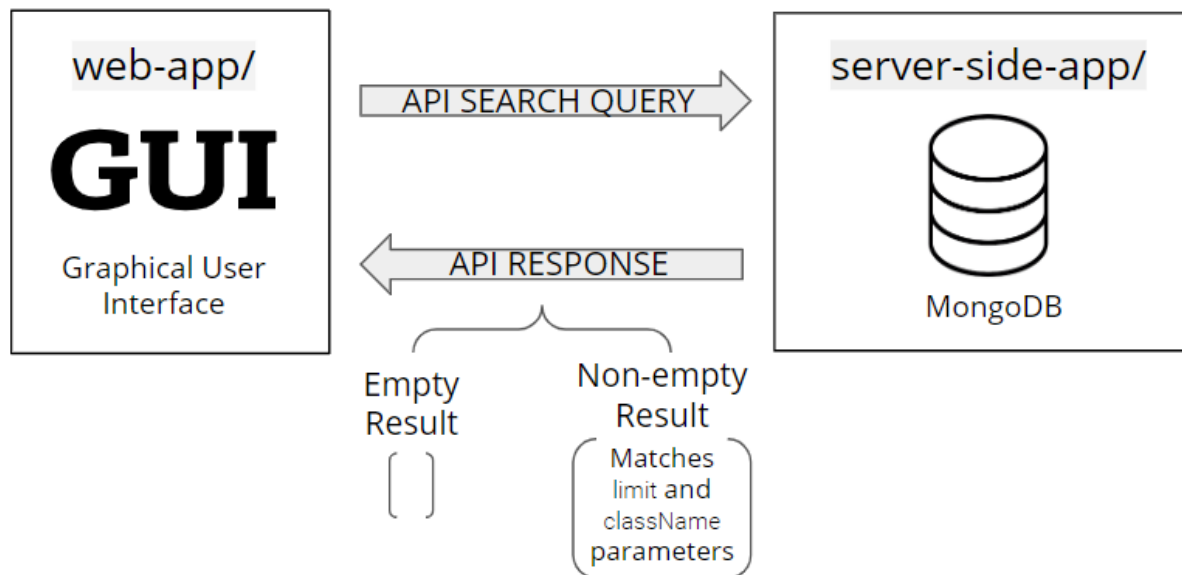 web-app/
GUI
Graphical User
Interface
API SEARCH QUERY
API RESPONSE
server-side-app/
MongoDB
Empty
Result
Non-empty
Result
Matches
limit and
className
parameters